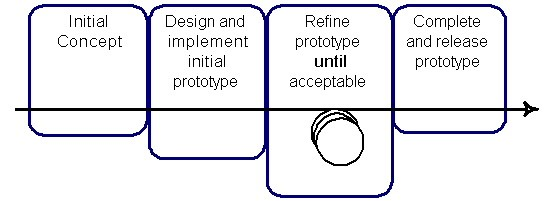 Initial
Concept
Design and
implement
initial
prototype
Refine
prototype
until
acceptable
Complete
and release
prototype